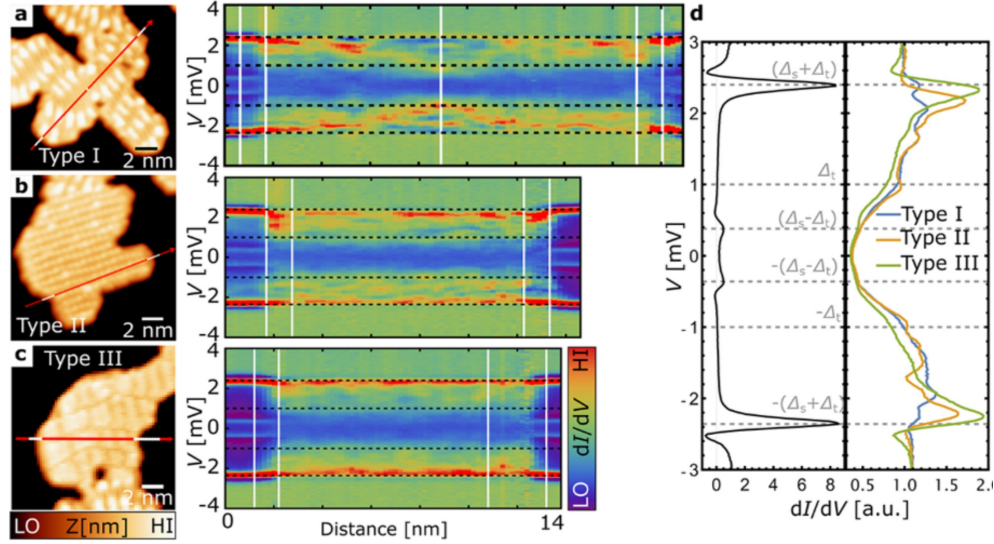 a
Type I
2 nm
V [mV]
4
2
0
-2
-4
b
Type II
2 nm
V [mV]
4
2
0
-2
-4
c
Type III
2 nm
LO Z[nm] HI
V [mV]
4
2
0
-2
-4
0 Distance [nm] 14
LO dI/dV HI
d
V [mV]
3
2
1
0
-1
-2
-3
(Δs+Δt)
Δt
(Δs-Δt)
-(Δs-Δt)
-Δt
-(Δs+Δt)
Type I
Type II
Type III
0 2 4 6 8 0.5 1.0 1.5 2.0
dI/dV [a.u.]